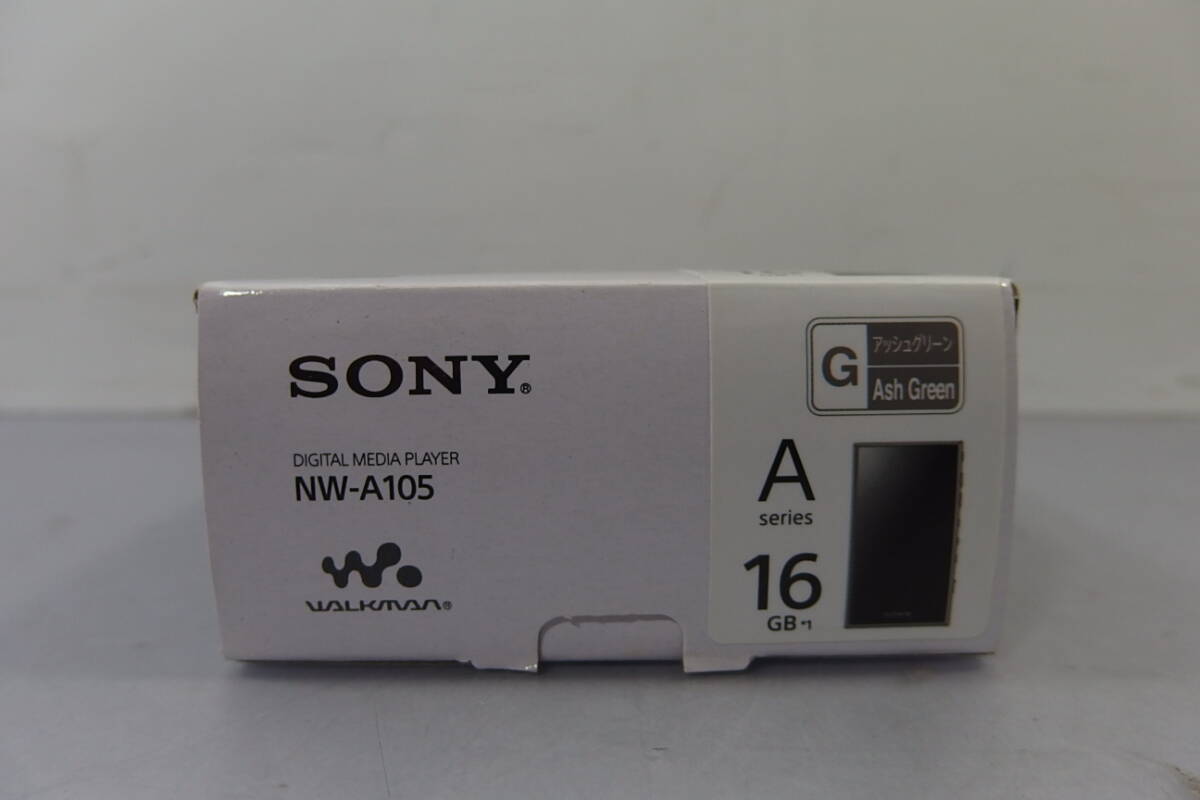 SONY®
DIGITAL MEDIA PLAYER
NW-A105
WALKMAN®
G
アッシュグリーン
Ash Green
A
series
16
GB *1